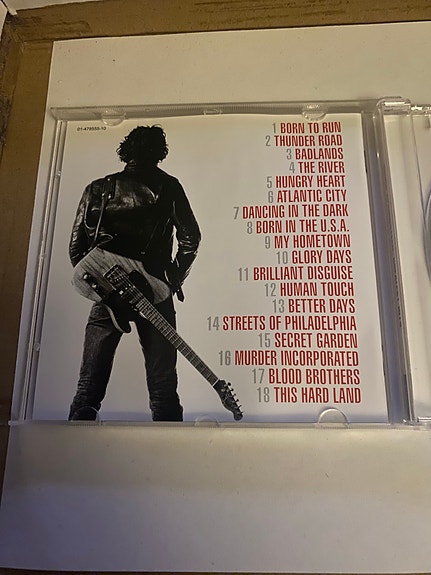 01-478555-10
1 BORN TO RUN
2 THUNDER ROAD
3 BADLANDS
4 THE RIVER
5 HUNGRY HEART
6 ATLANTIC CITY
7 DANCING IN THE DARK
8 BORN IN THE U.S.A.
9 MY HOMETOWN
10 GLORY DAYS
11 BRILLIANT DISGUISE
12 HUMAN TOUCH
13 BETTER DAYS
14 STREETS OF PHILADELPHIA
15 SECRET GARDEN
16 MURDER INCORPORATED
17 BLOOD BROTHERS
18 THIS HARD LAND